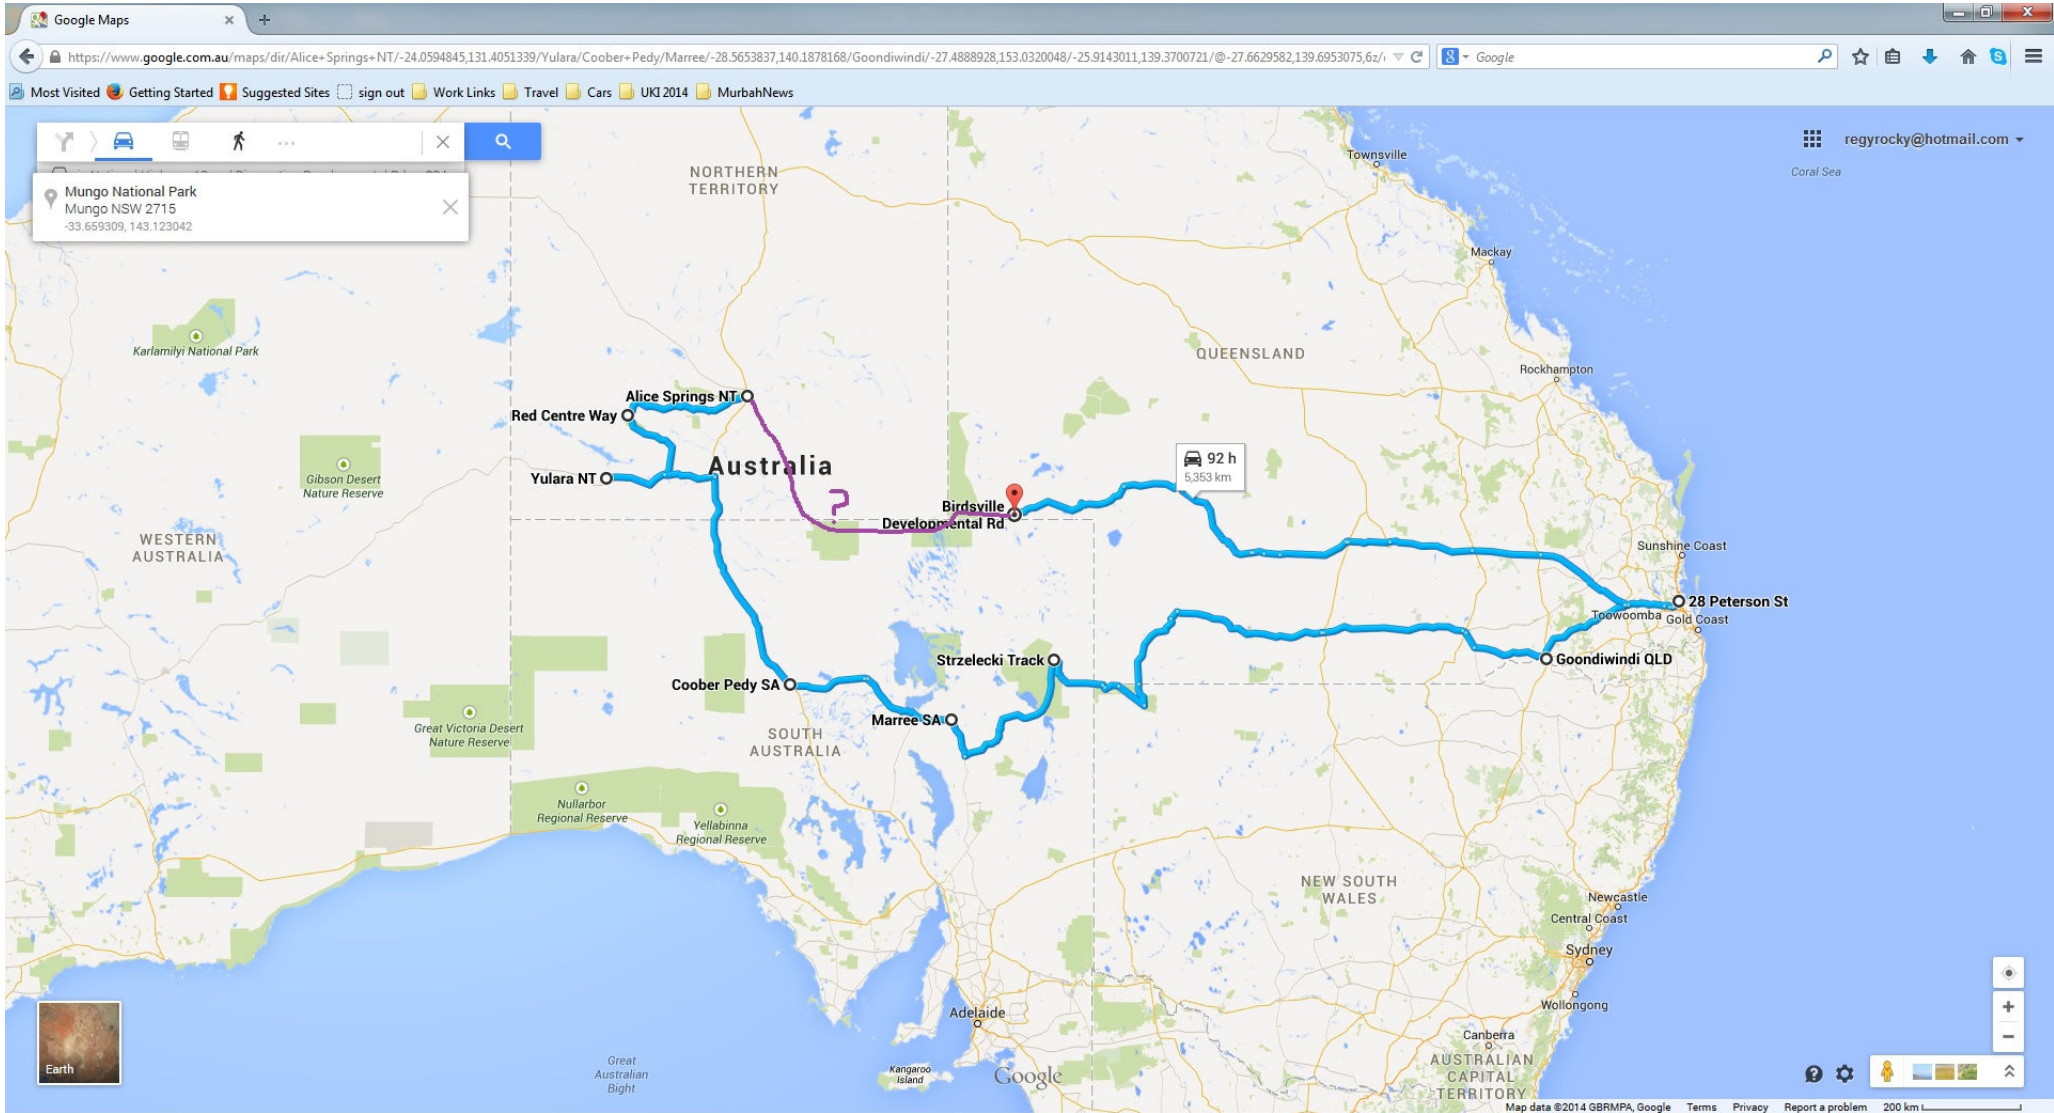 Google Maps
https://www.google.com.au/maps/dir/Alice+Springs+NT/-24.0594845,131.4051339/Yulara/Coober+Pedy/Marree/-28.5653837,140.1878168/Goondiwindi/-27.4888928,153.0320048/-25.9143011,139.3700721/@-27.6629582,139.6953075,6z/
Google
Most Visited Getting Started Suggested Sites sign out Work Links Travel Cars UKI 2014 MurbahNews
regyrocky@hotmail.com
Mungo National Park
Mungo NSW 2715
-33.659309, 143.123042
NORTHERN
TERRITORY
Townsville
Coral Sea
Mackay
Karlamilyi National Park
QUEENSLAND
Rockhampton
Alice Springs NT
Red Centre Way
Australia
92 h
5,353 km
Gibson Desert
Nature Reserve
Yulara NT
?
Birdsville
Developmental Rd
WESTERN
AUSTRALIA
Sunshine Coast
28 Peterson St
Toowoomba
Gold Coast
Strzelecki Track
Goondiwindi QLD
Coober Pedy SA
Marree SA
Great Victoria Desert
Nature Reserve
SOUTH
AUSTRALIA
Nullarbor
Regional Reserve
Yellabinna
Regional Reserve
NEW SOUTH
WALES
Newcastle
Central Coast
Sydney
Wollongong
Adelaide
Canberra
AUSTRALIAN
CAPITAL
TERRITORY
Great
Australian
Bight
Kangaroo
Island
Google
Earth
Map data ©2014 GBRMPA, Google Terms Privacy Report a problem 200 km